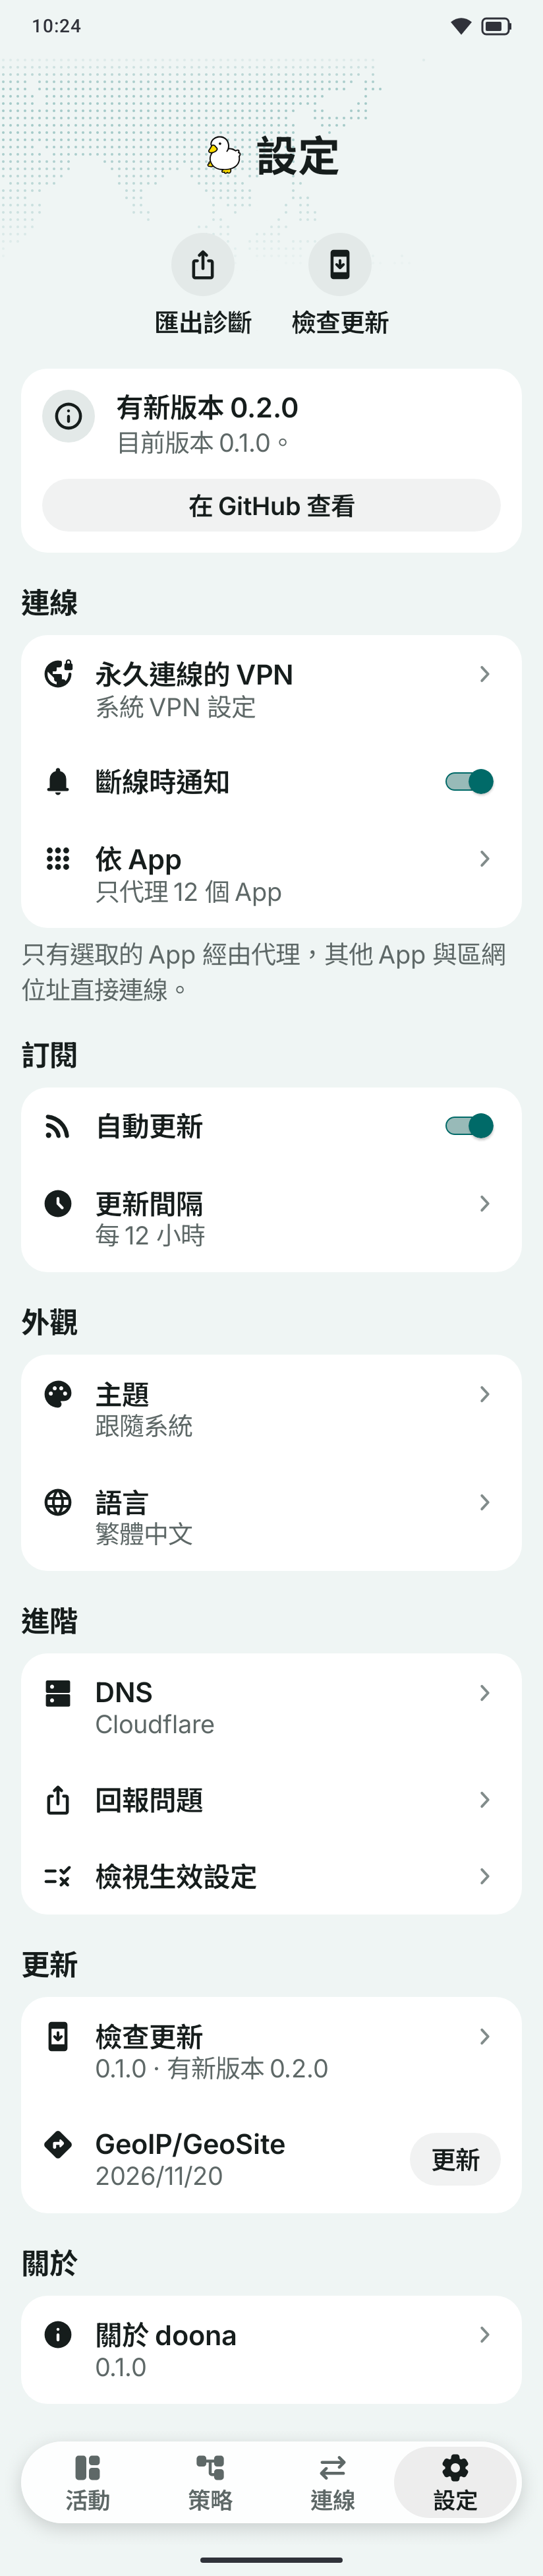 10:24
設定
匯出診斷
檢查更新
有新版本 0.2.0
目前版本 0.1.0。
在 GitHub 查看
連線
永久連線的 VPN
系統 VPN 設定
斷線時通知
依 App
只代理 12 個 App
只有選取的 App 經由代理，其他 App 與區網
位址直接連線。
訂閱
自動更新
更新間隔
每 12 小時
外觀
主題
跟隨系統
語言
繁體中文
進階
DNS
Cloudflare
回報問題
檢視生效設定
更新
檢查更新
0.1.0 · 有新版本 0.2.0
GeoIP/GeoSite
2026/11/20
更新
關於
關於 doona
0.1.0
活動
策略
連線
設定